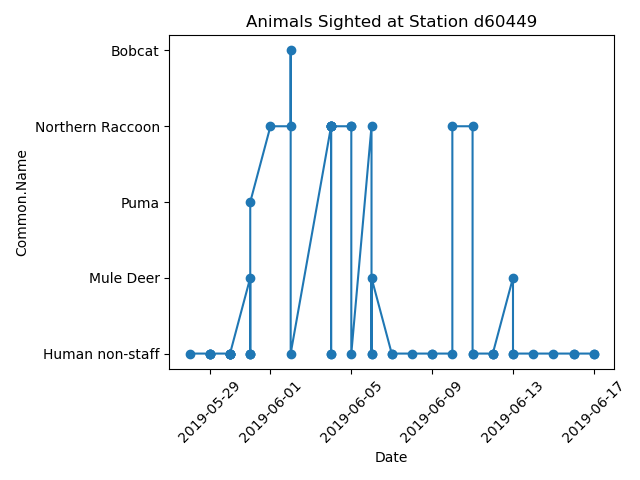 Animals Sighted at Station d60449
Common.Name
Bobcat
Northern Raccoon
Puma
Mule Deer
Human non-staff
2019-05-29
2019-06-01
2019-06-05
2019-06-09
2019-06-13
2019-06-17
Date